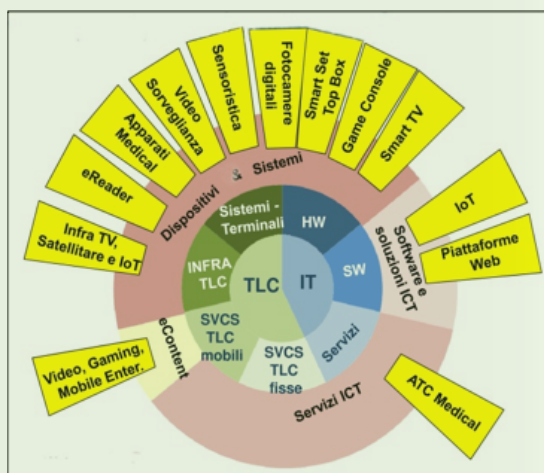 Infra TV,
Satellitare e IoT
eReader
Apparati
Medical
Video
Sorveglianza
Sensoristica
Fotocamere
digitali
Smart Set
Top Box
Game Console
Smart TV
IoT
Piattaforme
Web
ATC Medical
Video, Gaming,
Mobile Enter.
Dispositivi & Sistemi
Software e
soluzioni ICT
Servizi ICT
eContent
Sistemi -
Terminali
HW
SW
Servizi
SVCS
TLC
fisse
SVCS
TLC
mobili
INFRA
TLC
TLC
IT